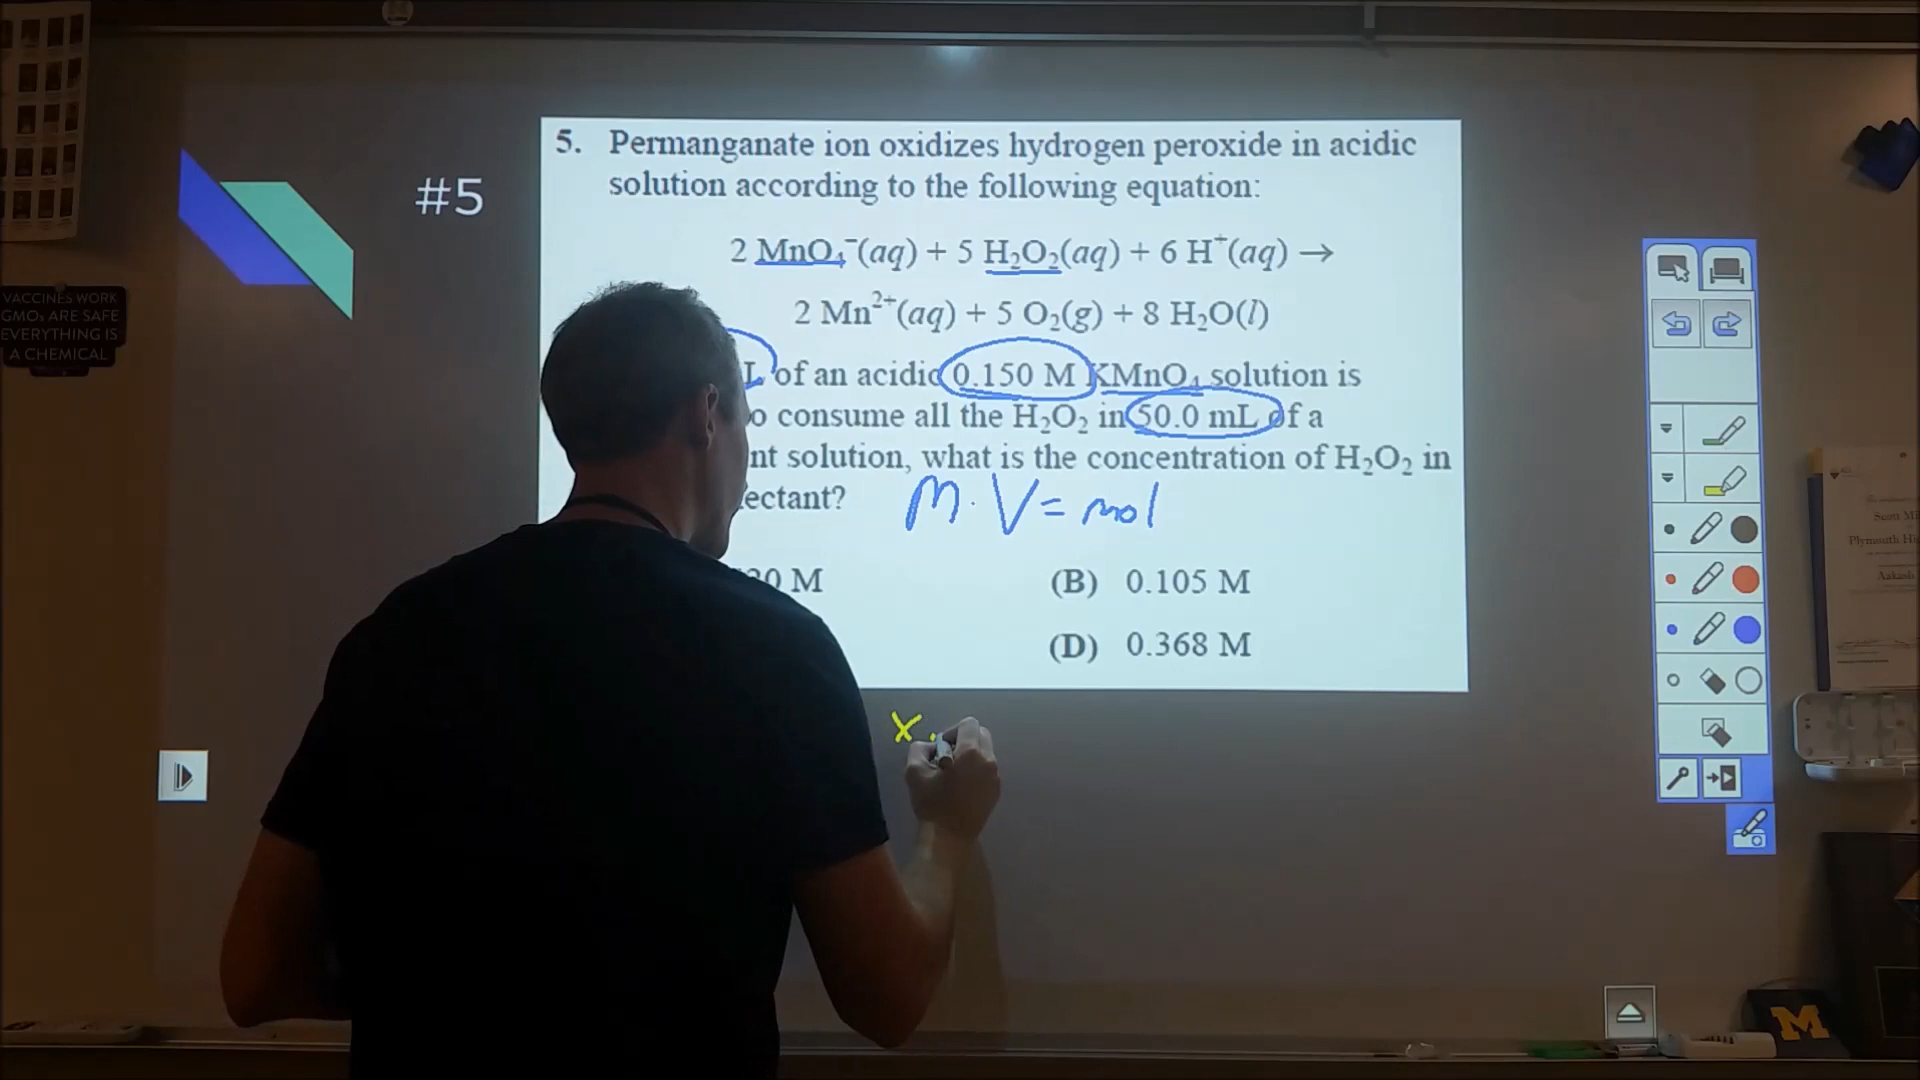 VACCINES WORK
GMOs ARE SAFE
EVERYTHING IS
A CHEMICAL
#5
5. Permanganate ion oxidizes hydrogen peroxide in acidic
solution according to the following equation:
2 MnO₄⁻(aq) + 5 H₂O₂(aq) + 6 H⁺(aq) →
2 Mn²⁺(aq) + 5 O₂(g) + 8 H₂O(l)
L of an acidic 0.150 M KMnO₄ solution is
consume all the H₂O₂ in 50.0 mL of a
solution, what is the concentration of H₂O₂ in
M · V = mol
M
(B) 0.105 M
(D) 0.368 M
x .
Scott
Plymouth
M